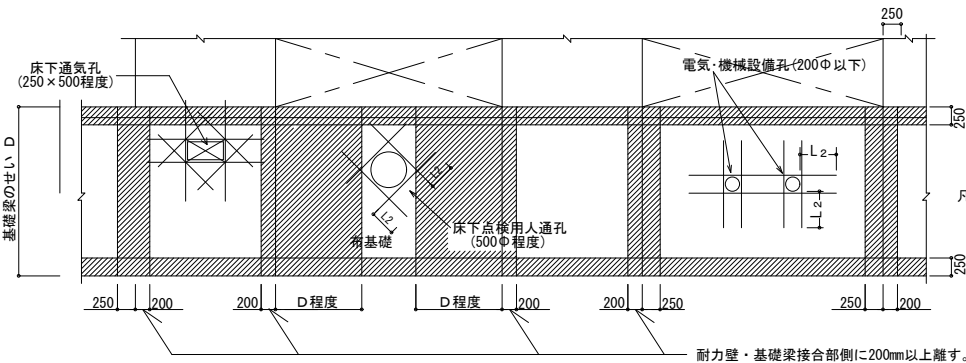 250
床下通気孔
(250×500程度)
電気・機械設備孔(200Φ以下)
250
基礎梁のせい D
L2
L2
L2
L2
布基礎
床下点検用人通孔
(500Φ程度)
250
250 200 200 D程度 D程度 200 200 250 250 200
耐力壁・基礎梁接合部側に200mm以上離す。